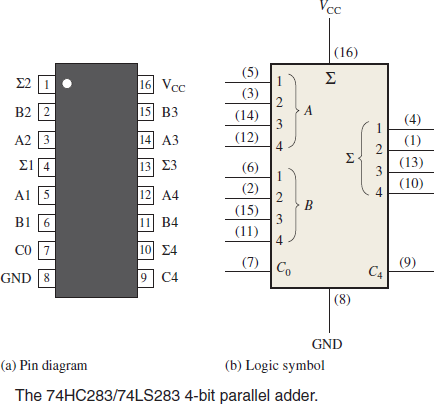 Σ2 1 16 VCC
B2 2 15 B3
A2 3 14 A3
Σ1 4 13 Σ3
A1 5 12 A4
B1 6 11 B4
C0 7 10 Σ4
GND 8 9 C4
(a) Pin diagram
VCC
(16)
Σ
(5) 1
(3) 2
(14) 3
(12) 4
A
(6) 1
(2) 2
(15) 3
(11) 4
B
(7) C0
Σ
1 (4)
2 (1)
3 (13)
4 (10)
C4 (9)
(8)
GND
(b) Logic symbol
The 74HC283/74LS283 4-bit parallel adder.